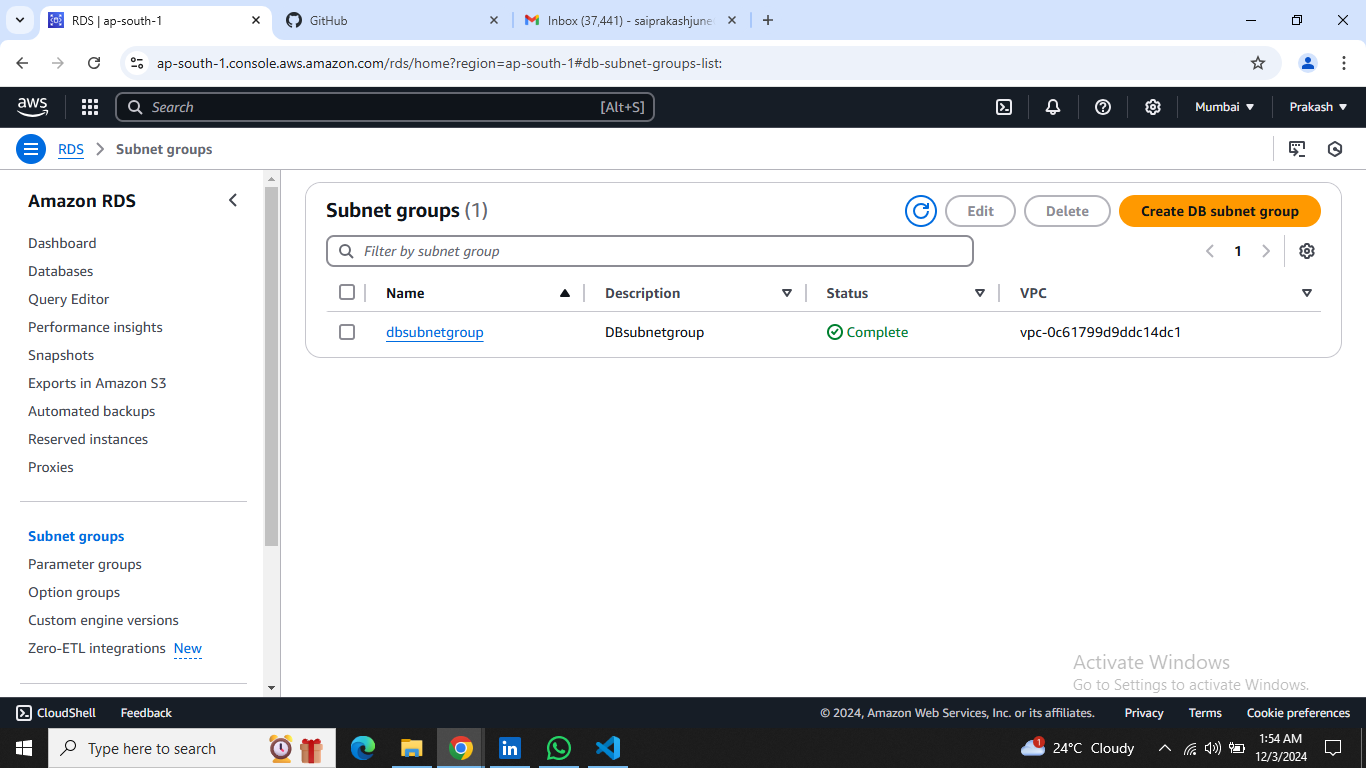 RDS | ap-south-1
GitHub
Inbox (37,441) - saiprakashjune
ap-south-1.console.aws.amazon.com/rds/home?region=ap-south-1#db-subnet-groups-list:
aws
Search
[Alt+S]
Mumbai
Prakash
RDS
Subnet groups
Amazon RDS
Dashboard
Databases
Query Editor
Performance insights
Snapshots
Exports in Amazon S3
Automated backups
Reserved instances
Proxies
Subnet groups
Parameter groups
Option groups
Custom engine versions
Zero-ETL integrations New
Subnet groups (1)
Edit
Delete
Create DB subnet group
Filter by subnet group
1
Name Description Status VPC
dbsubnetgroup DBsubnetgroup Complete vpc-0c61799d9ddc14dc1
Activate Windows
Go to Settings to activate Windows.
CloudShell
Feedback
© 2024, Amazon Web Services, Inc. or its affiliates.
Privacy
Terms
Cookie preferences
Type here to search
1
24°C Cloudy
1:54 AM
12/3/2024